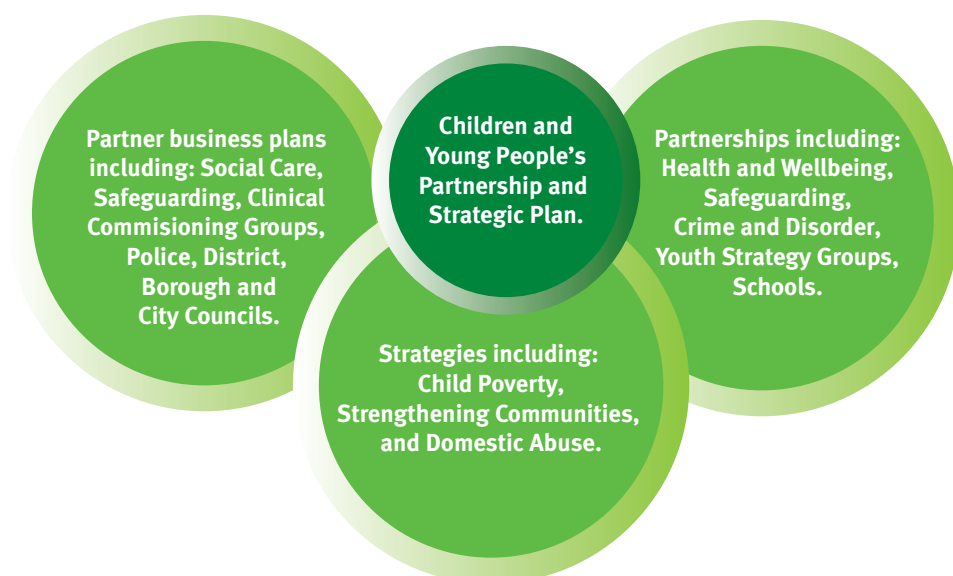 Partner business plans
including: Social Care,
Safeguarding, Clinical
Commisioning Groups,
Police, District,
Borough and
City Councils.
Children and
Young People’s
Partnership and
Strategic Plan.
Partnerships including:
Health and Wellbeing,
Safeguarding,
Crime and Disorder,
Youth Strategy Groups,
Schools.
Strategies including:
Child Poverty,
Strengthening Communities,
and Domestic Abuse.